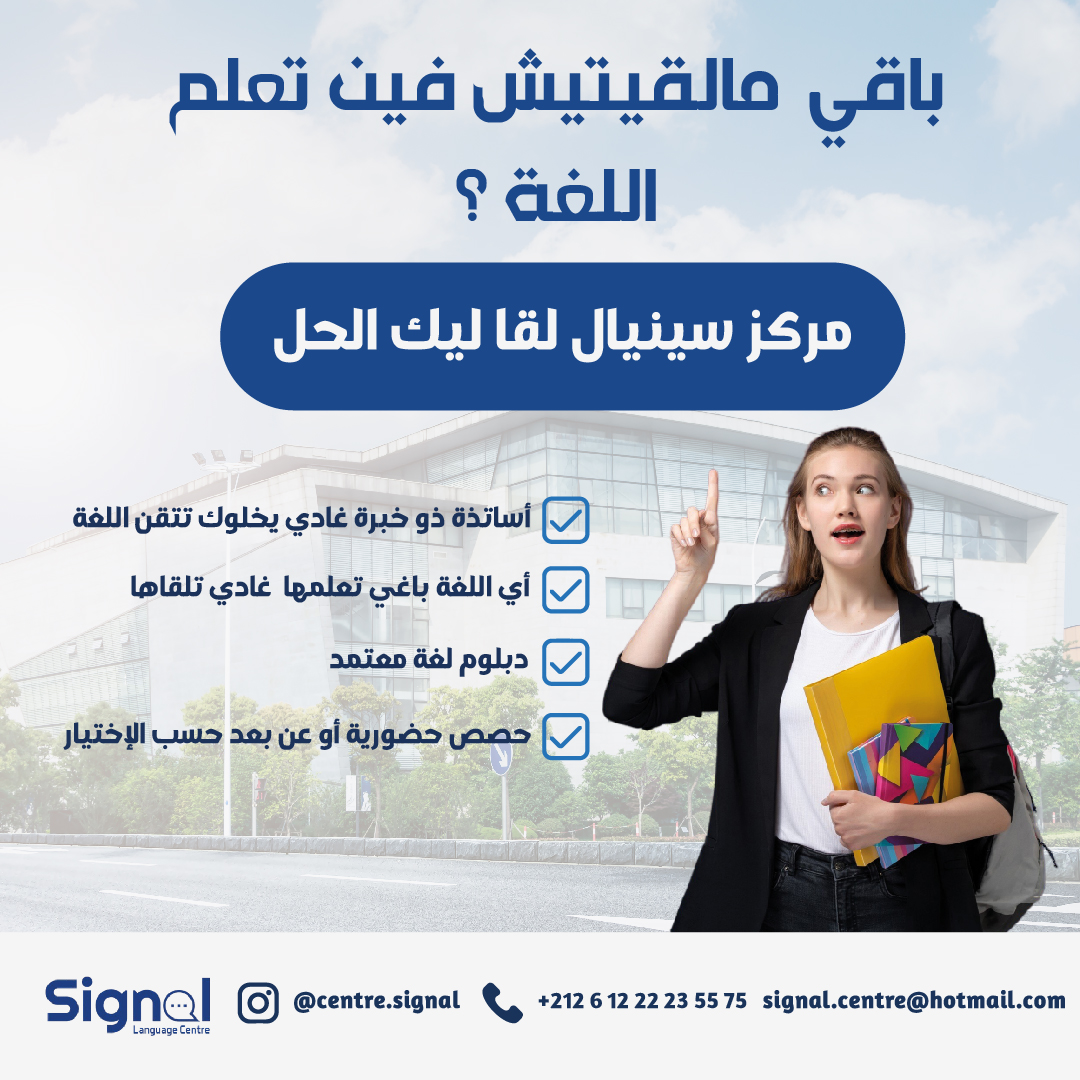 باقي مالقيتيش فين تعلم
اللغة ؟
مركز سينيال لقا ليك الحل
أساتذة ذو خبرة غادي يخلوك تتقن اللغة
أي اللغة باغي تعلمها غادي تلقاها
دبلوم لغة معتمد
حصص حضورية أو عن بعد حسب الإختيار
Signal
Language Centre
@centre.signal
+212 6 12 22 23 55 75
signal.centre@hotmail.com